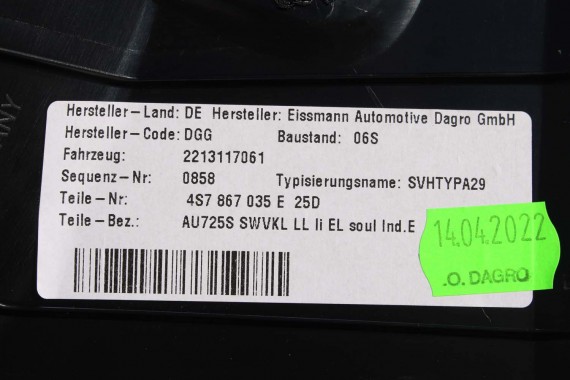 NY
Hersteller-Land: DE Hersteller: Eissmann Automotive Dagro GmbH
Hersteller-Code: DGG Baustand: 06S
Fahrzeug: 2213117061
Sequenz-Nr: 0858 Typisierungsname: SVHTYPA29
Teile-Nr: 4S7 867 035 E 25D
Teile-Bez.: AU725S SWVKL LL li EL soul Ind.E
14.04.2022
.O. DAGRO